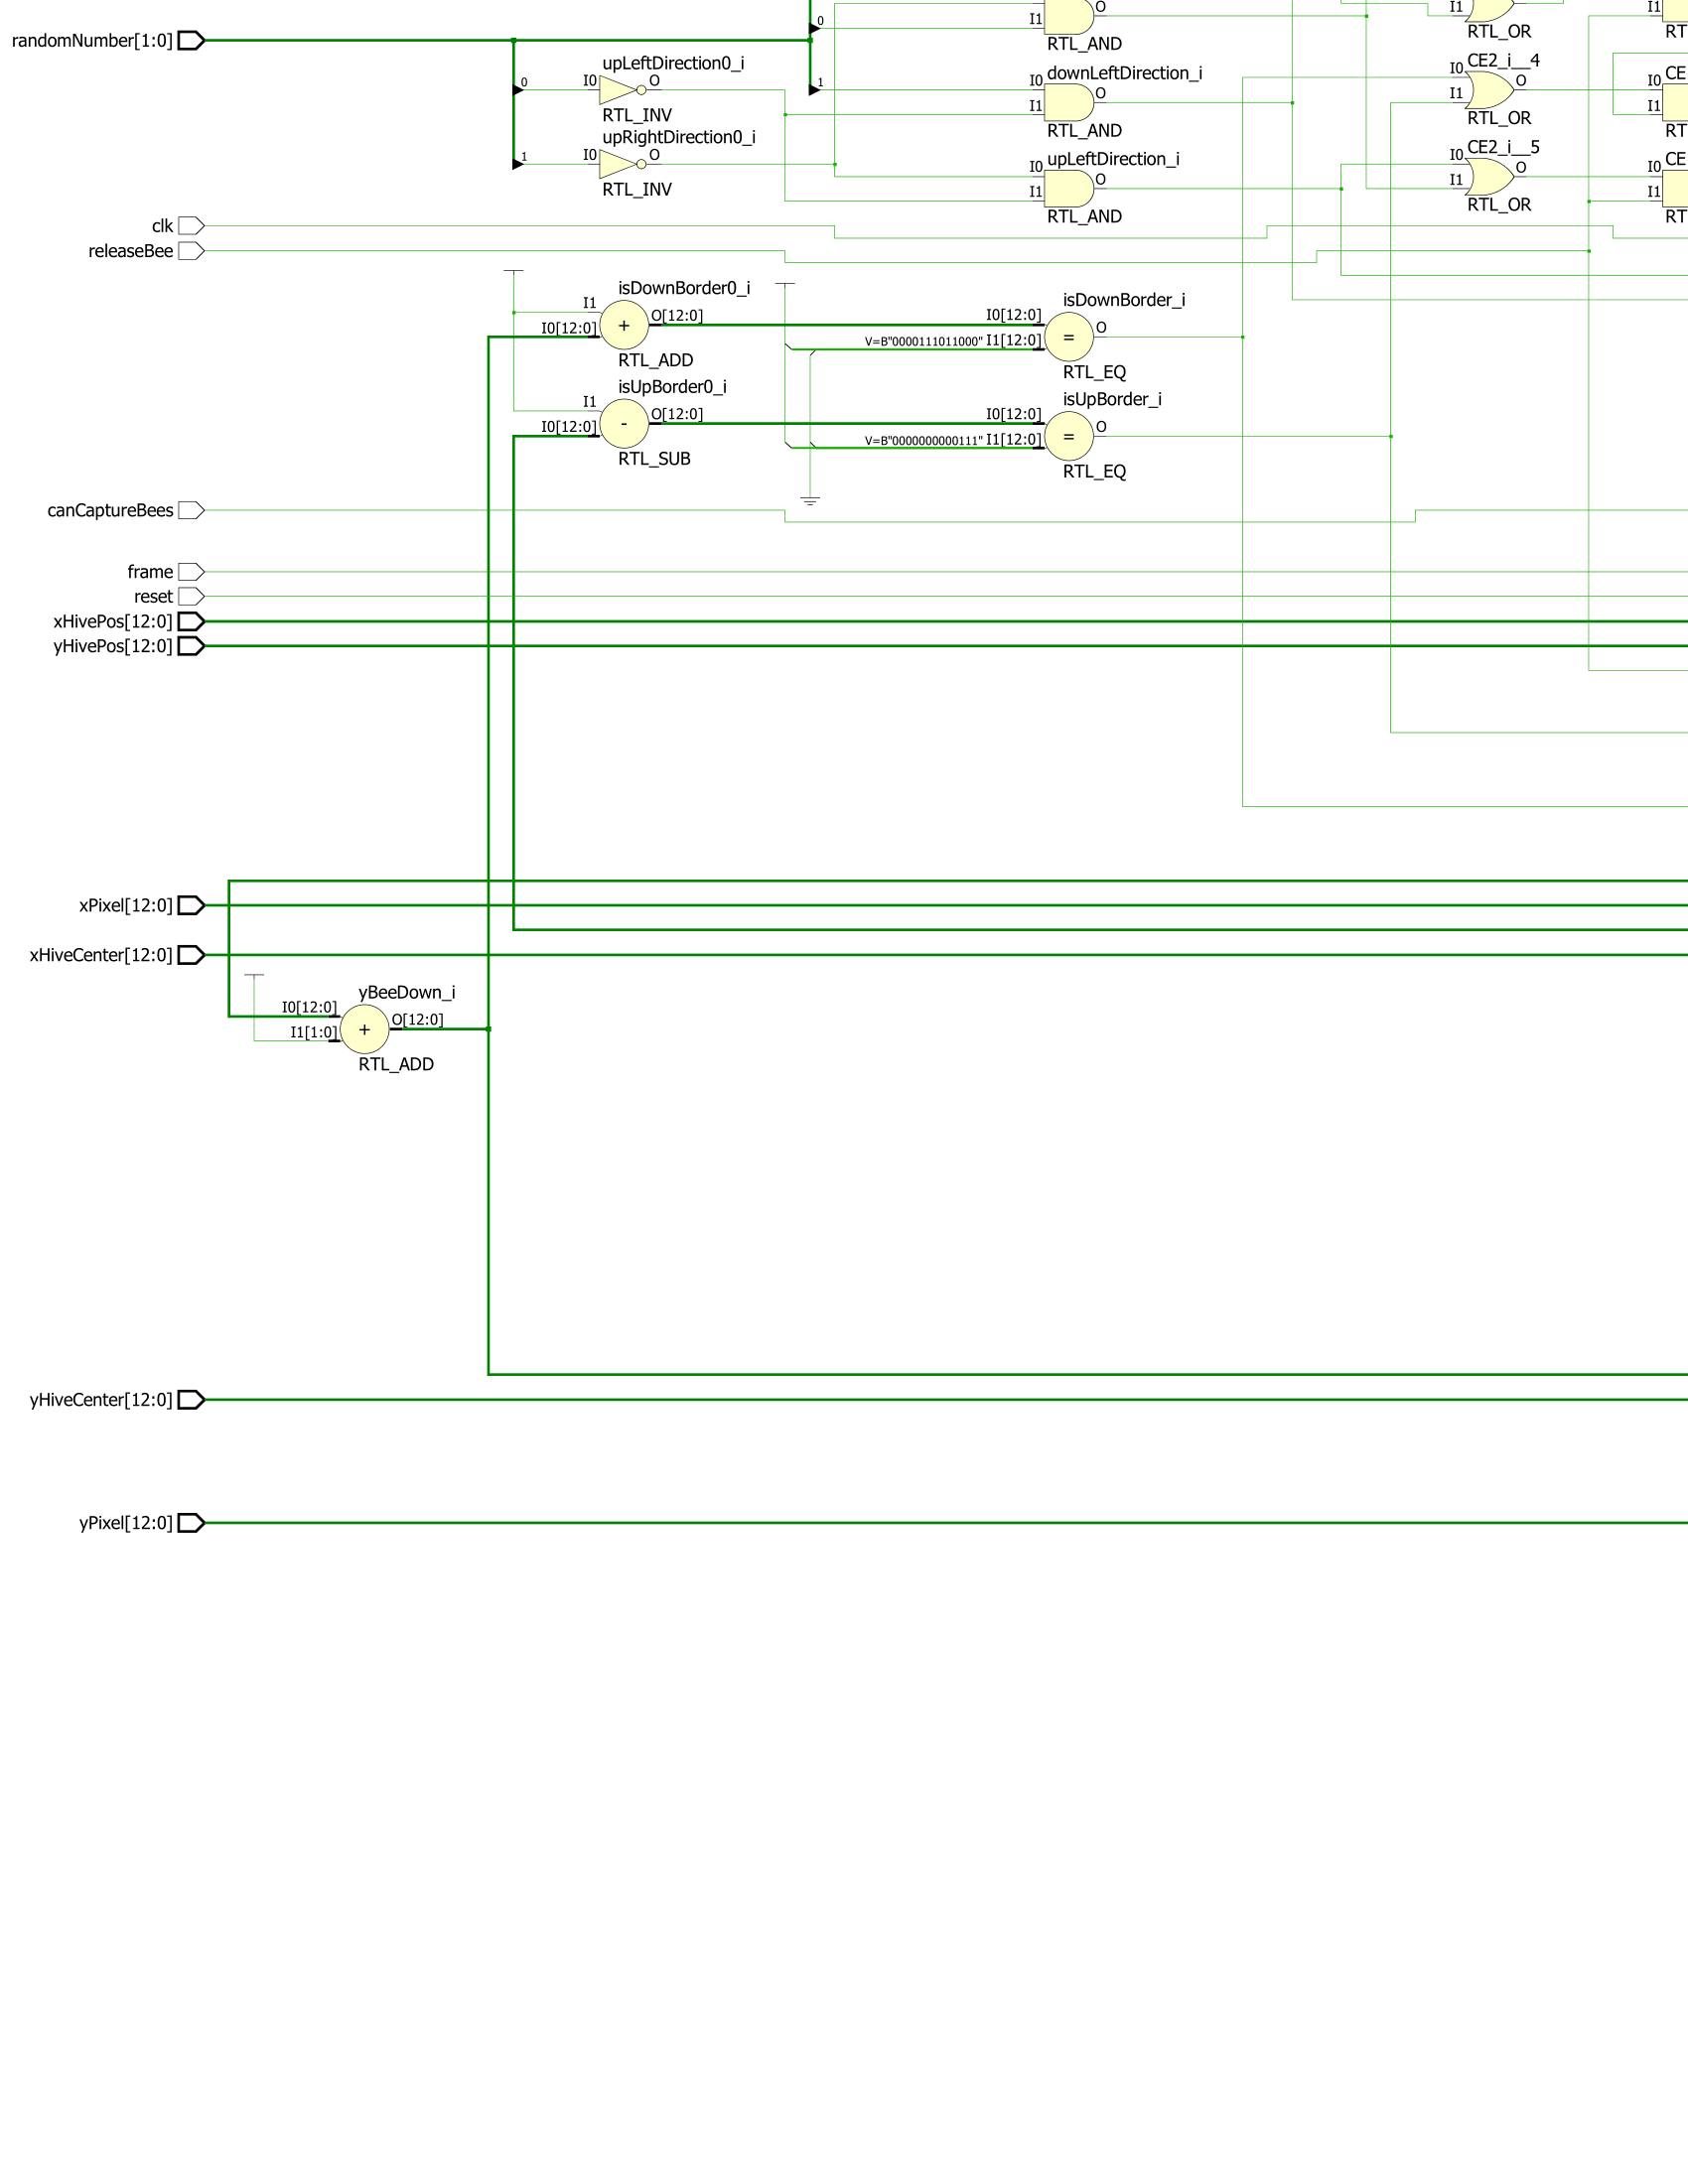 O
I1
RTL_AND
0
I1
RTL_OR
I1
RT
randomNumber[1:0]
upLeftDirection0_i
0
I0
O
RTL_INV
1
downLeftDirection_i
I0
I1
O
RTL_AND
CE2_i__4
I0
I1
O
RTL_OR
CE
I0
I1
RT
upRightDirection0_i
1
I0
O
RTL_INV
upLeftDirection_i
I0
I1
O
RTL_AND
CE2_i__5
I0
I1
O
RTL_OR
CE
I0
I1
RT
clk
releaseBee
isDownBorder0_i
I1
I0[12:0]
+
O[12:0]
RTL_ADD
isDownBorder_i
I0[12:0]
V=B"0000111011000" I1[12:0]
=
O
RTL_EQ
isUpBorder0_i
I1
I0[12:0]
-
O[12:0]
RTL_SUB
isUpBorder_i
I0[12:0]
V=B"0000000000111" I1[12:0]
=
O
RTL_EQ
canCaptureBees
frame
reset
xHivePos[12:0]
yHivePos[12:0]
xPixel[12:0]
xHiveCenter[12:0]
yBeeDown_i
I0[12:0]
I1[1:0]
+
O[12:0]
RTL_ADD
yHiveCenter[12:0]
yPixel[12:0]